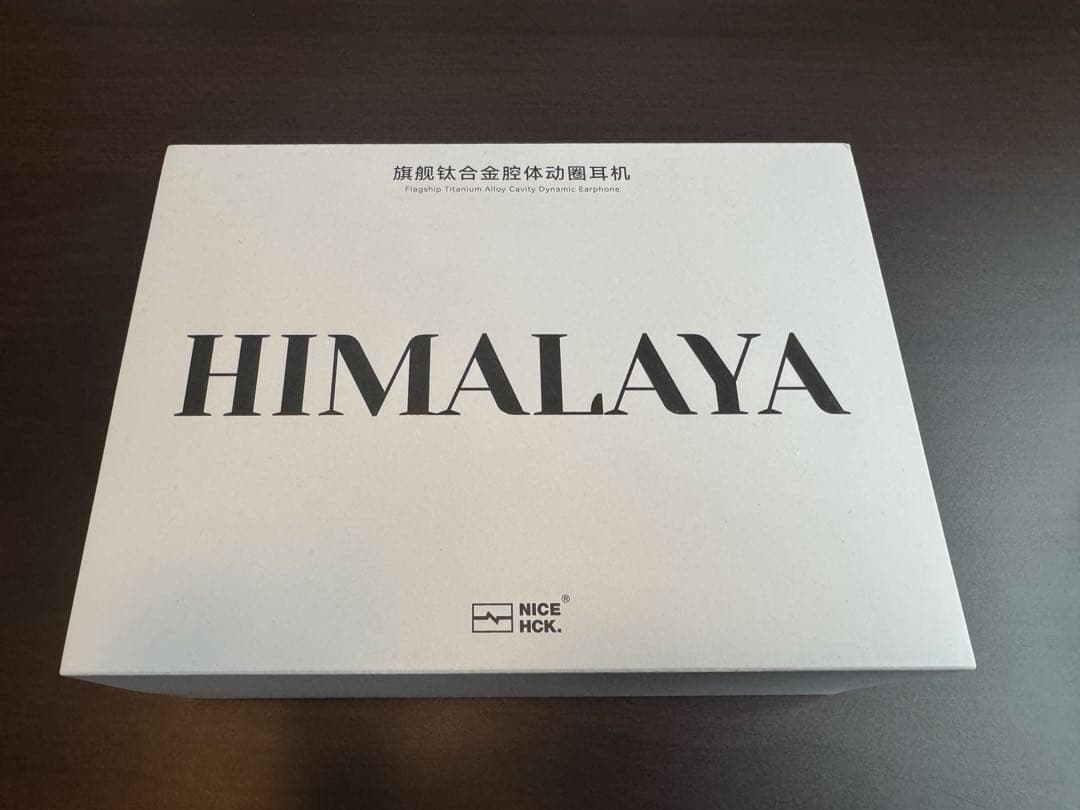 旗舰钛合金腔体动圈耳机
Flagship Titanium Alloy Cavity Dynamic Earphone
HIMALAYA
NICE®
HCK.